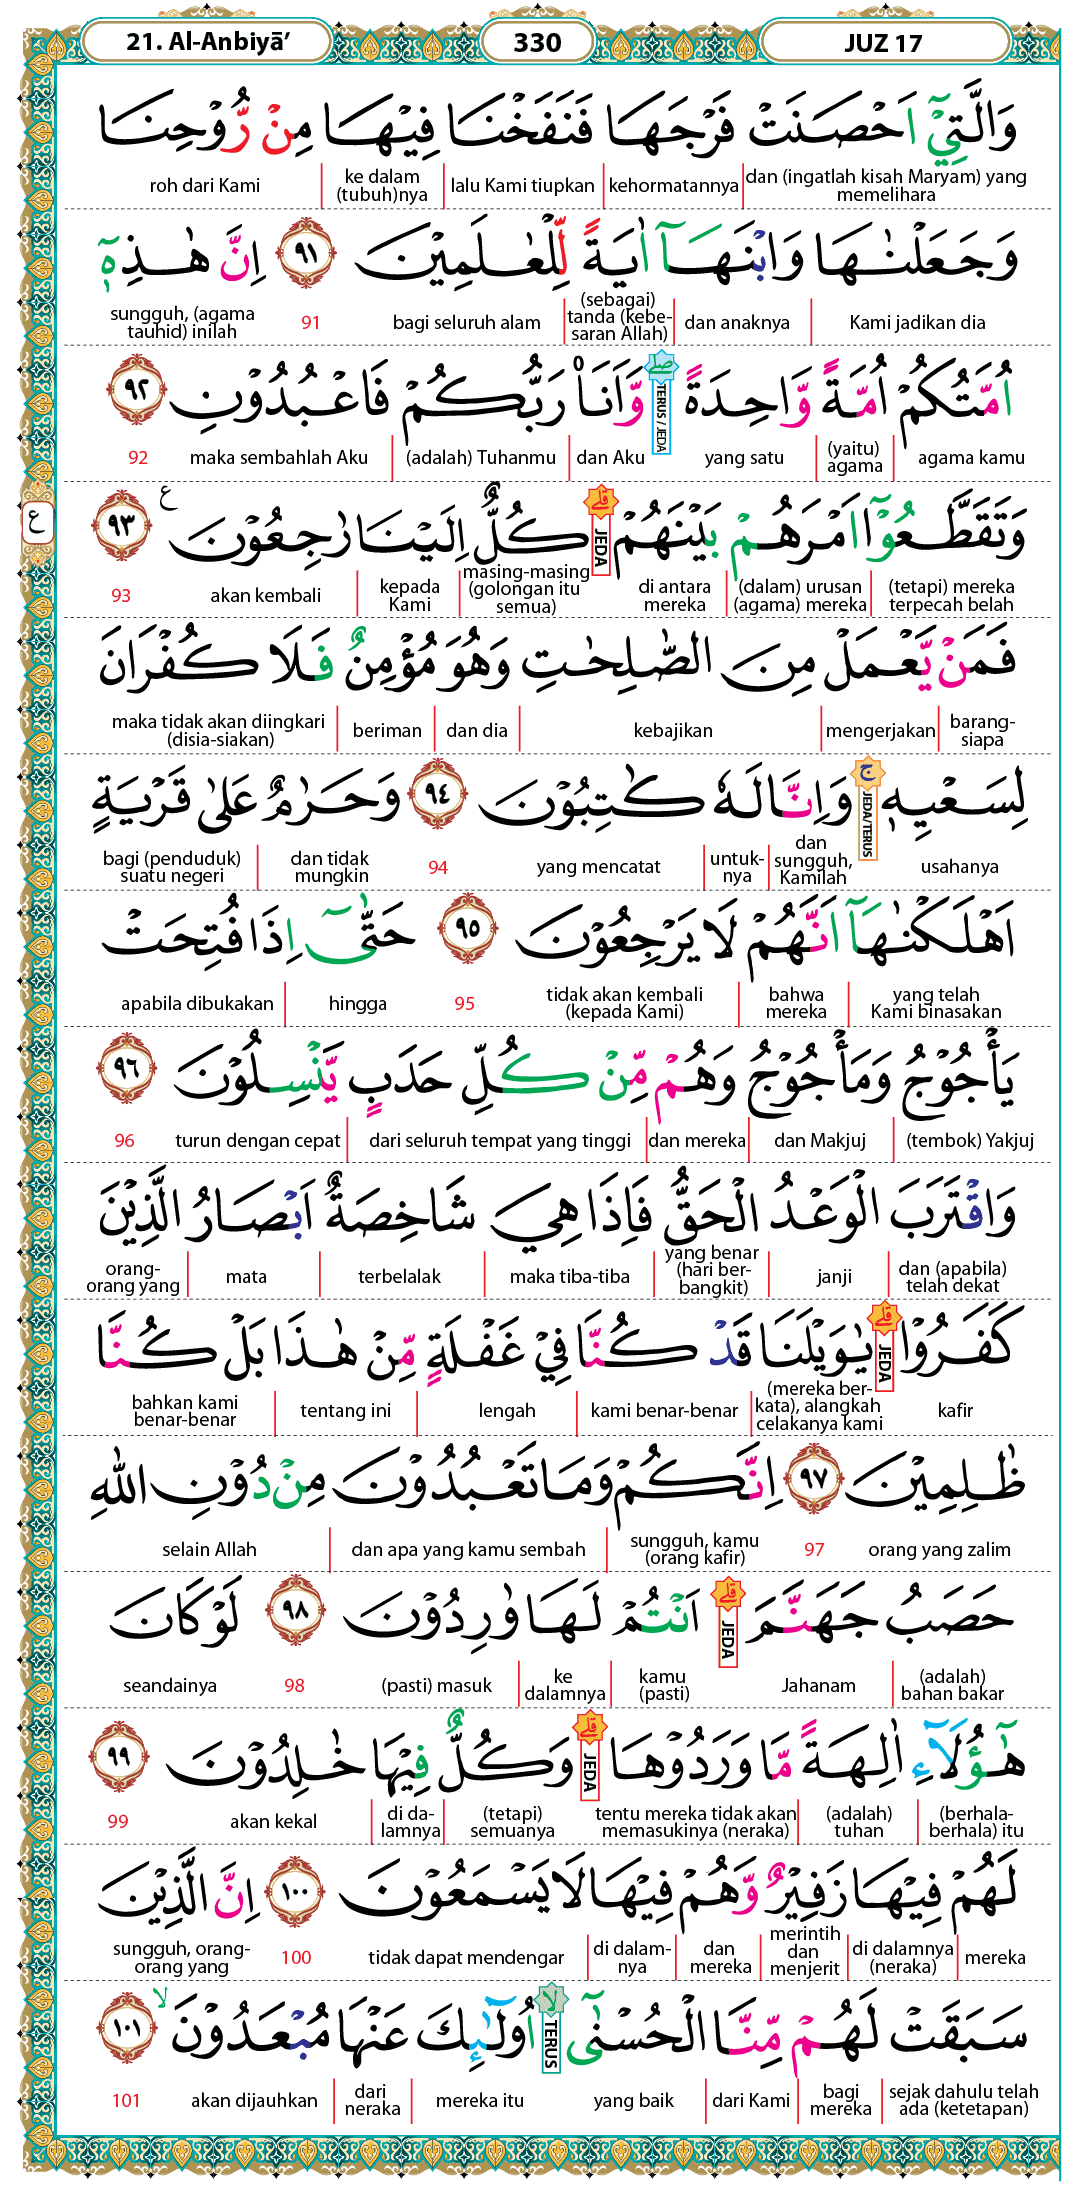 21. Al-Anbiyā’
330
JUZ 17
وَالَّتِيْٓ اَحْصَنَتْ فَرْجَهَا فَنَفَخْنَا فِيْهَا مِنْ رُّوْحِنَا
dan (ingatlah kisah Maryam) yang memelihara | kehormatannya | lalu Kami tiupkan | ke dalam (tubuh)nya | roh dari Kami
وَجَعَلْنٰهَا وَابْنَهَآ اٰيَةً لِّلْعٰلَمِيْنَ ٩١ اِنَّ هٰذِهٖٓ
Kami jadikan dia | dan anaknya | (sebagai) tanda (kebe-saran Allah) | bagi seluruh alam 91 sungguh, (agama tauhid) inilah
اُمَّتُكُمْ اُمَّةً وَّاحِدَةً ۖ TERUS / JEDA وَّاَنَا۠ رَبُّكُمْ فَاعْبُدُوْنِ ٩٢
agama kamu | (yaitu) agama | yang satu | dan Aku | (adalah) Tuhanmu | maka sembahlah Aku 92
ع
وَتَقَطَّعُوْٓا اَمْرَهُمْ بَيْنَهُمْ ۗ JEDA كُلٌّ اِلَيْنَا رٰجِعُوْنَ ࣖ ٩٣
(tetapi) mereka terpecah belah | (dalam) urusan (agama) mereka | di antara mereka | masing-masing (golongan itu semua) | kepada Kami | akan kembali 93
فَمَنْ يَّعْمَلْ مِنَ الصّٰلِحٰتِ وَهُوَ مُؤْمِنٌ فَلَا كُفْرَانَ
barang-siapa | mengerjakan | kebajikan | dan dia | beriman | maka tidak akan diingkari (disia-siakan)
لِسَعْيِهٖ ۚ JEDA/TERUS وَاِنَّا لَهٗ كٰتِبُوْنَ ٩٤ وَحَرٰمٌ عَلٰى قَرْيَةٍ
usahanya | dan sungguh, Kamilah | untuk-nya | yang mencatat 94 dan tidak mungkin | bagi (penduduk) suatu negeri
اَهْلَكْنٰهَآ اَنَّهُمْ لَا يَرْجِعُوْنَ ٩٥ حَتّٰىٓ اِذَا فُتِحَتْ
yang telah Kami binasakan | bahwa mereka | tidak akan kembali (kepada Kami) 95 hingga | apabila dibukakan
يَأْجُوْجُ وَمَأْجُوْجُ وَهُمْ مِّنْ كُلِّ حَدَبٍ يَّنْسِلُوْنَ ٩٦
(tembok) Yakjuj | dan Makjuj | dan mereka | dari seluruh tempat yang tinggi | turun dengan cepat 96
وَاقْتَرَبَ الْوَعْدُ الْحَقُّ فَاِذَا هِيَ شَاخِصَةٌ اَبْصَارُ الَّذِيْنَ
dan (apabila) telah dekat | janji | yang benar (hari ber-bangkit) | maka tiba-tiba | terbelalak | mata | orang-orang yang
كَفَرُوْا ۗ JEDA يٰوَيْلَنَا قَدْ كُنَّا فِيْ غَفْلَةٍ مِّنْ هٰذَا بَلْ كُنَّا
kafir | (mereka ber-kata), alangkah celakanya kami | kami benar-benar | lengah | tentang ini | bahkan kami benar-benar
ظٰلِمِيْنَ ٩٧ اِنَّكُمْ وَمَا تَعْبُدُوْنَ مِنْ دُوْنِ اللّٰهِ
orang yang zalim 97 sungguh, kamu (orang kafir) | dan apa yang kamu sembah | selain Allah
حَصَبُ جَهَنَّمَ ۗ JEDA اَنْتُمْ لَهَا وٰرِدُوْنَ ٩٨ لَوْ كَانَ
(adalah) bahan bakar | Jahanam | kamu (pasti) | ke dalamnya | (pasti) masuk 98 seandainya
هٰٓؤُلَاۤءِ اٰلِهَةً مَّا وَرَدُوْهَا ۗ JEDA وَكُلٌّ فِيْهَا خٰلِدُوْنَ ٩٩
(berhala-berhala) itu | (adalah) tuhan | tentu mereka tidak akan memasukinya (neraka) | (tetapi) semuanya | di da-lamnya | akan kekal 99
لَهُمْ فِيْهَا زَفِيْرٌ وَّهُمْ فِيْهَا لَا يَسْمَعُوْنَ ١٠٠ اِنَّ الَّذِيْنَ
mereka | di dalamnya (neraka) | merintih dan menjerit | dan mereka | di dalam-nya | tidak dapat mendengar 100 sungguh, orang-orang yang
سَبَقَتْ لَهُمْ مِّنَّا الْحُسْنٰىٓ ۙ TERUS اُولٰۤىِٕكَ عَنْهَا مُبْعَدُوْنَ ۙ ١٠١
sejak dahulu telah ada (ketetapan) | bagi mereka | dari Kami | yang baik | mereka itu | dari neraka | akan dijauhkan 101